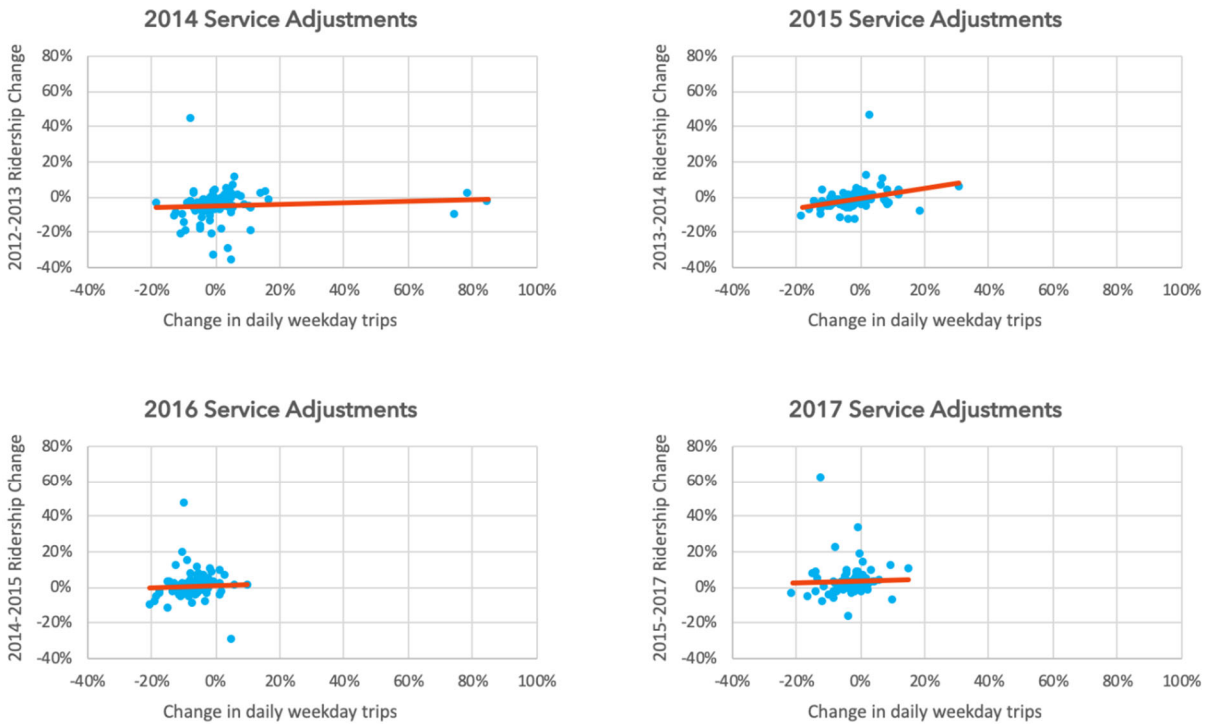 2014 Service Adjustments
80%
60%
40%
20%
0%
-20%
-40%
2012-2013 Ridership Change
-40% -20% 0% 20% 40% 60% 80% 100%
Change in daily weekday trips
2015 Service Adjustments
80%
60%
40%
20%
0%
-20%
-40%
2013-2014 Ridership Change
-40% -20% 0% 20% 40% 60% 80% 100%
Change in daily weekday trips
2016 Service Adjustments
80%
60%
40%
20%
0%
-20%
-40%
2014-2015 Ridership Change
-40% -20% 0% 20% 40% 60% 80% 100%
Change in daily weekday trips
2017 Service Adjustments
80%
60%
40%
20%
0%
-20%
-40%
2015-2017 Ridership Change
-40% -20% 0% 20% 40% 60% 80% 100%
Change in daily weekday trips